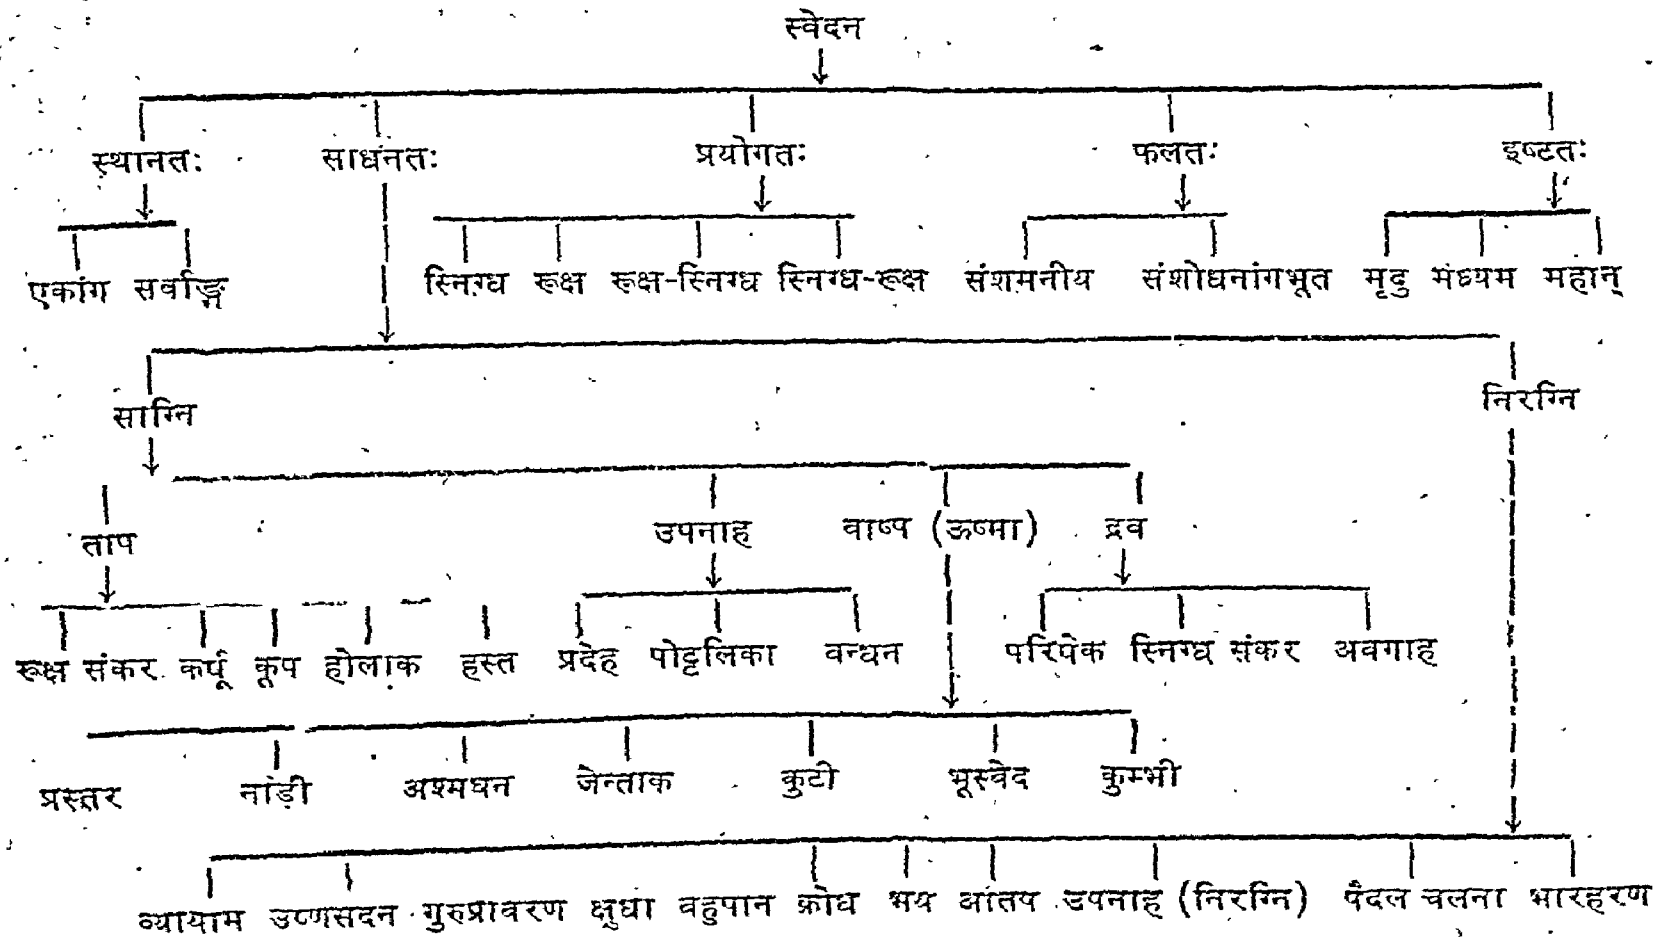 स्वेदन
स्थानतः साधनतः प्रयोगतः फलतः इष्टतः
एकांग सर्वाङ्ग स्निग्ध रूक्ष रूक्ष-स्निग्ध स्निग्ध-रूक्ष संशमनीय संशोधनांगभूत मृदु मध्यम महान्
साग्नि निरग्नि
ताप उपनाह वाष्प (ऊष्मा) द्रव
रूक्ष संकर कर्पू कूप होलाक हस्त प्रदेह पोट्टलिका वन्धन परिपेक स्निग्ध संकर अवगाह
प्रस्तर नाड़ी अश्मघन जेन्ताक कुटी भूस्वेद कुम्भी
व्यायाम उष्णसदन गुरुप्रावरण क्षुधा वहुपान क्रोध भय आतप उपनाह (निरग्नि) पैदल चलना भारहरण